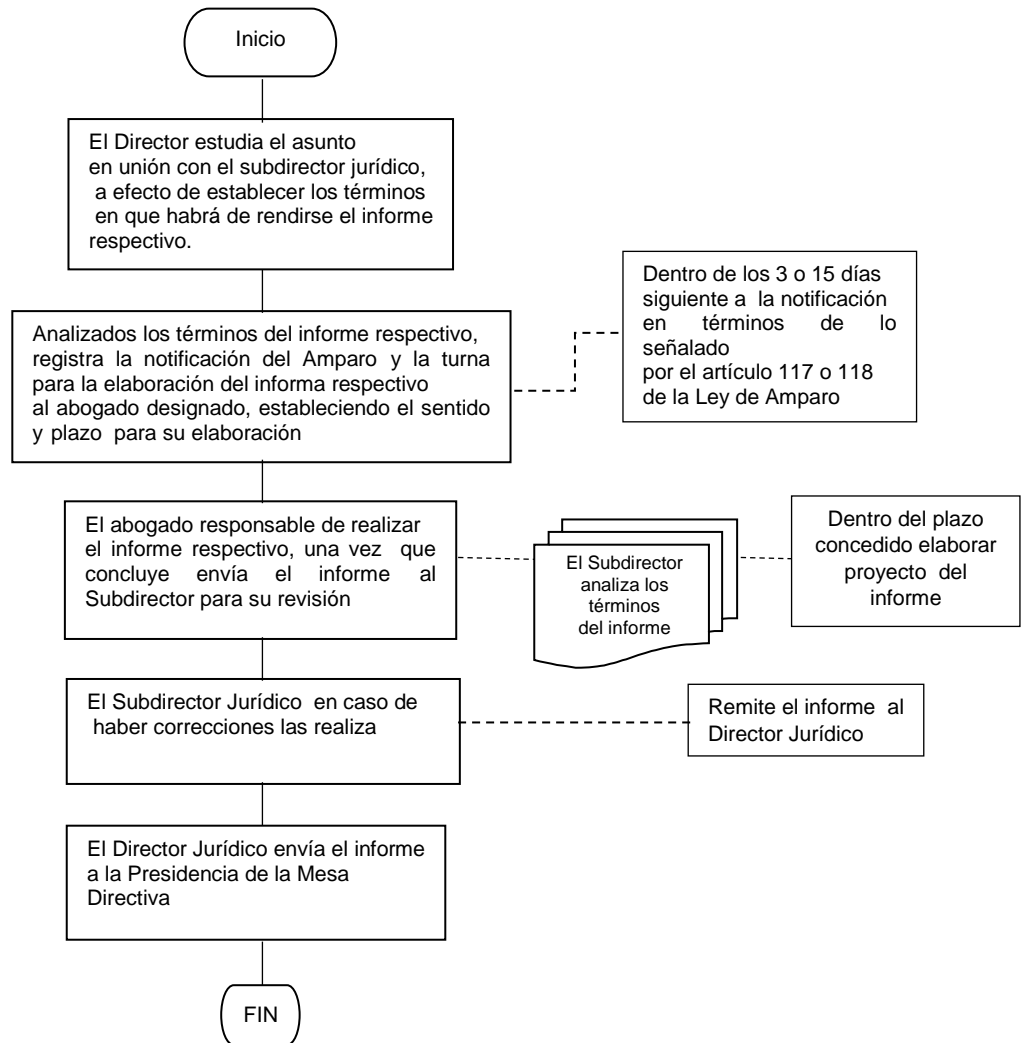 Inicio
El Director estudia el asunto
en unión con el subdirector jurídico,
a efecto de establecer los términos
en que habrá de rendirse el informe
respectivo.
Dentro de los 3 o 15 días
siguiente a la notificación
en términos de lo
señalado
por el artículo 117 o 118
de la Ley de Amparo
Analizados los términos del informe respectivo,
registra la notificación del Amparo y la turna
para la elaboración del informa respectivo
al abogado designado, estableciendo el sentido
y plazo para su elaboración
El abogado responsable de realizar
el informe respectivo, una vez que
concluye envía el informe al
Subdirector para su revisión
El Subdirector
analiza los
términos
del informe
Dentro del plazo
concedido elaborar
proyecto del
informe
El Subdirector Jurídico en caso de
haber correcciones las realiza
Remite el informe al
Director Jurídico
El Director Jurídico envía el informe
a la Presidencia de la Mesa
Directiva
FIN